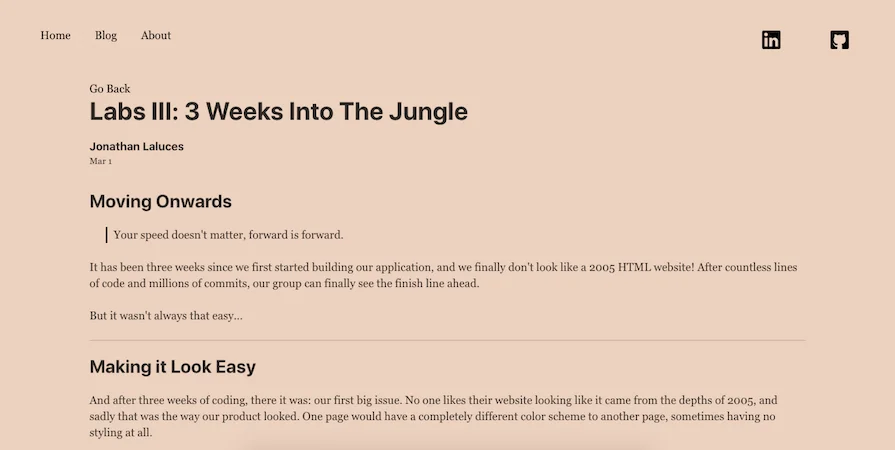 Home Blog About
in
Go Back
Labs III: 3 Weeks Into The Jungle
Jonathan Laluces
Mar 1
Moving Onwards
Your speed doesn't matter, forward is forward.
It has been three weeks since we first started building our application, and we finally don't look like a 2005 HTML website! After countless lines
of code and millions of commits, our group can finally see the finish line ahead.
But it wasn't always that easy...
Making it Look Easy
And after three weeks of coding, there it was: our first big issue. No one likes their website looking like it came from the depths of 2005, and
sadly that was the way our product looked. One page would have a completely different color scheme to another page, sometimes having no
styling at all.